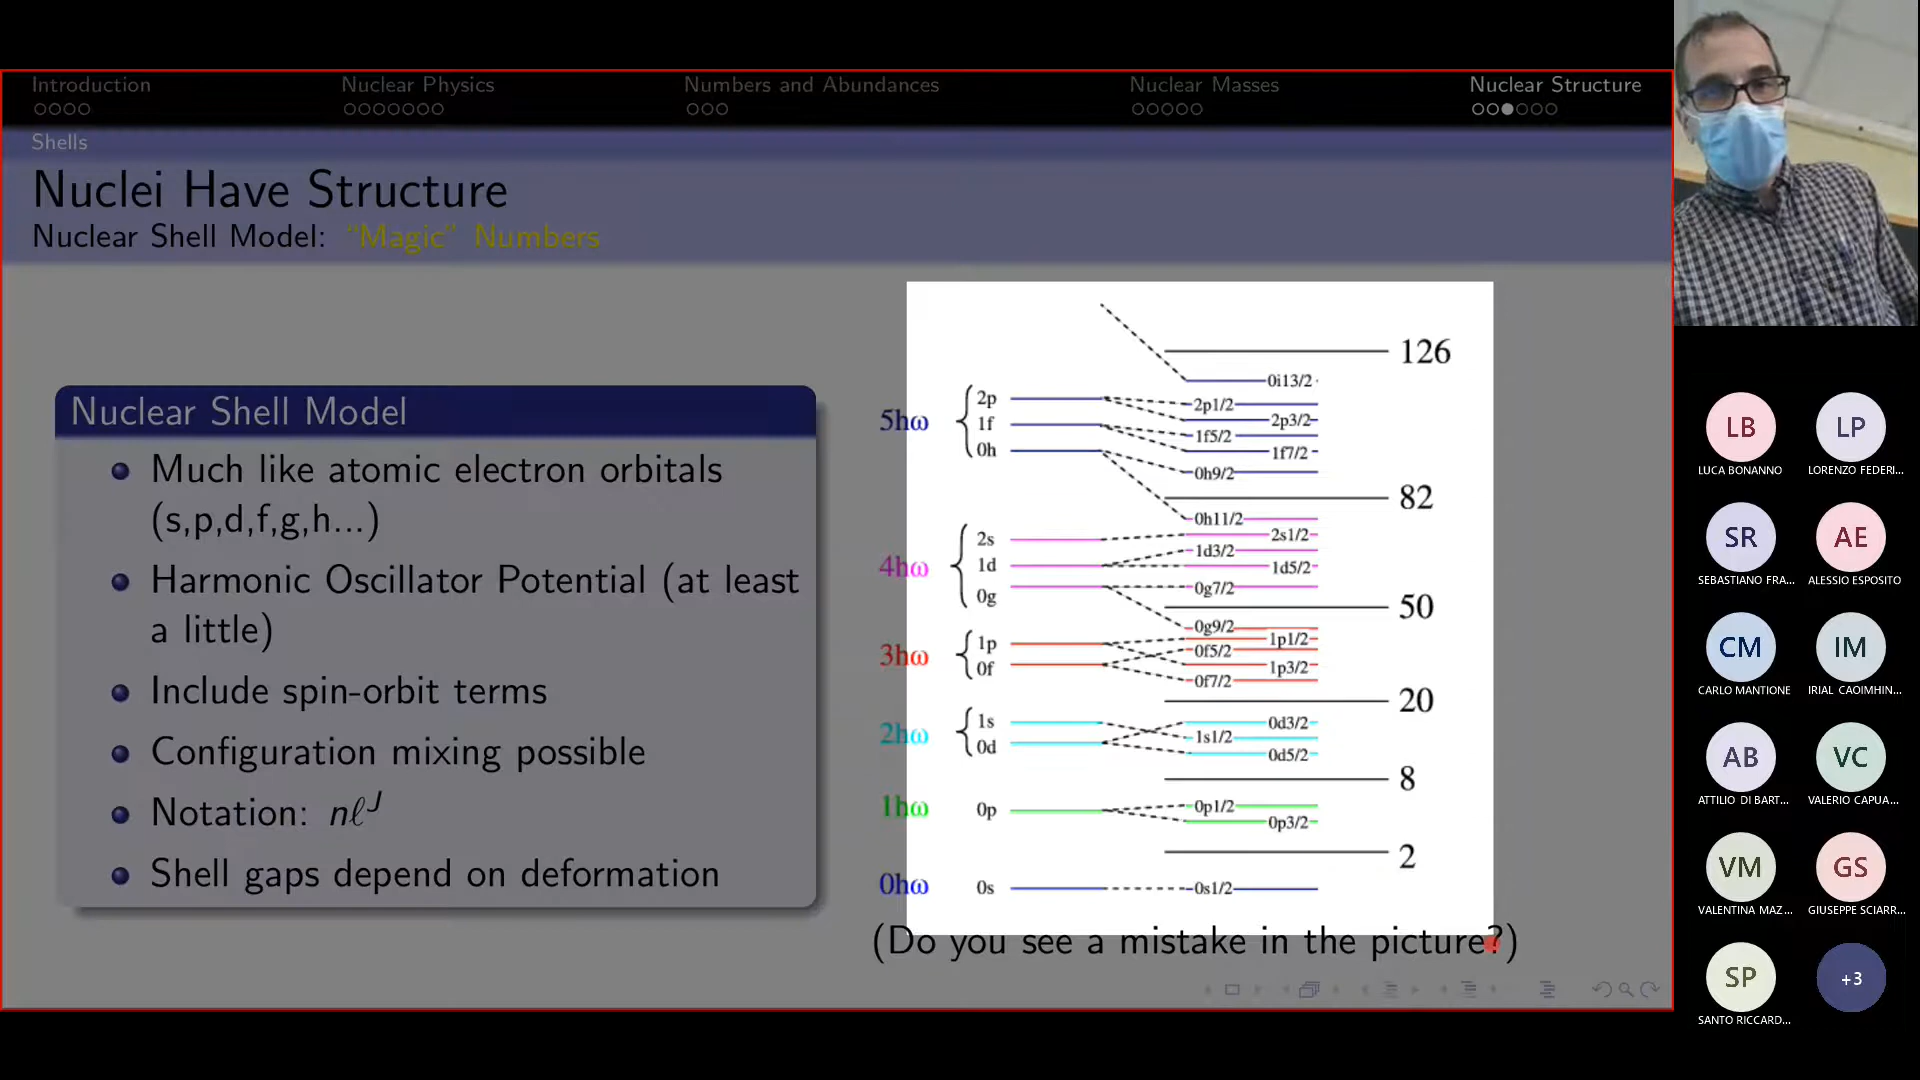 Introduction
Nuclear Physics
Numbers and Abundances
Nuclear Masses
Nuclear Structure
Shells
Nuclei Have Structure
Nuclear Shell Model: “Magic” Numbers
Nuclear Shell Model
Much like atomic electron orbitals
(s,p,d,f,g,h...)
Harmonic Oscillator Potential (at least
a little)
Include spin-orbit terms
Configuration mixing possible
Notation: nℓᴶ
Shell gaps depend on deformation
126
0i13/2
5hω
2p
1f
0h
2p1/2
2p3/2
1f5/2
1f7/2
0h9/2
82
0h11/2
4hω
2s
1d
0g
2s1/2
1d3/2
1d5/2
0g7/2
50
0g9/2
3hω
1p
0f
1p1/2
0f5/2
1p3/2
0f7/2
20
2hω
1s
0d
0d3/2
1s1/2
0d5/2
8
1hω
0p
0p1/2
0p3/2
2
0hω
0s
0s1/2
(Do you see a mistake in the picture?)
LB
LUCA BONANNO
LP
LORENZO FEDERI...
SR
SEBASTIANO FRA...
AE
ALESSIO ESPOSITO
CM
CARLO MANTIONE
IM
IRIAL CAOIMHIN...
AB
ATTILIO DI BART...
VC
VALERIO CAPUA...
VM
VALENTINA MAZ...
GS
GIUSEPPE SCIARR...
SP
SANTO RICCARD...
+3